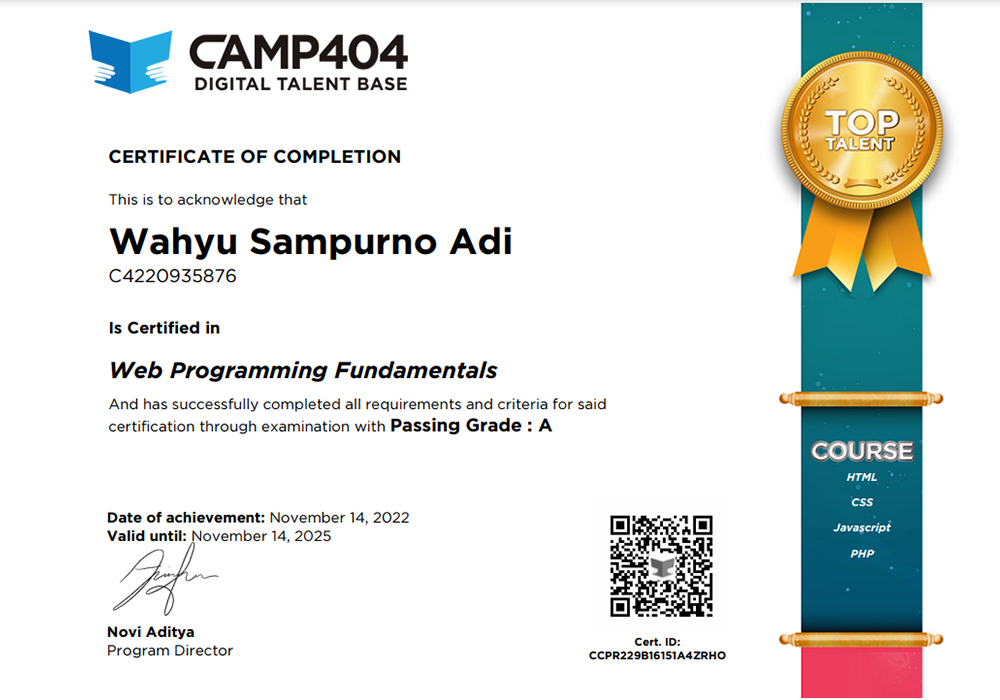 CAMP404
DIGITAL TALENT BASE
CERTIFICATE OF COMPLETION
This is to acknowledge that
Wahyu Sampurno Adi
C4220935876
Is Certified in
Web Programming Fundamentals
And has successfully completed all requirements and criteria for said
certification through examination with Passing Grade : A
Date of achievement: November 14, 2022
Valid until: November 14, 2025
Novi Aditya
Program Director
Cert. ID:
CCPR229B16151A4ZRHO
TOP
TALENT
COURSE
HTML
CSS
Javascript
PHP